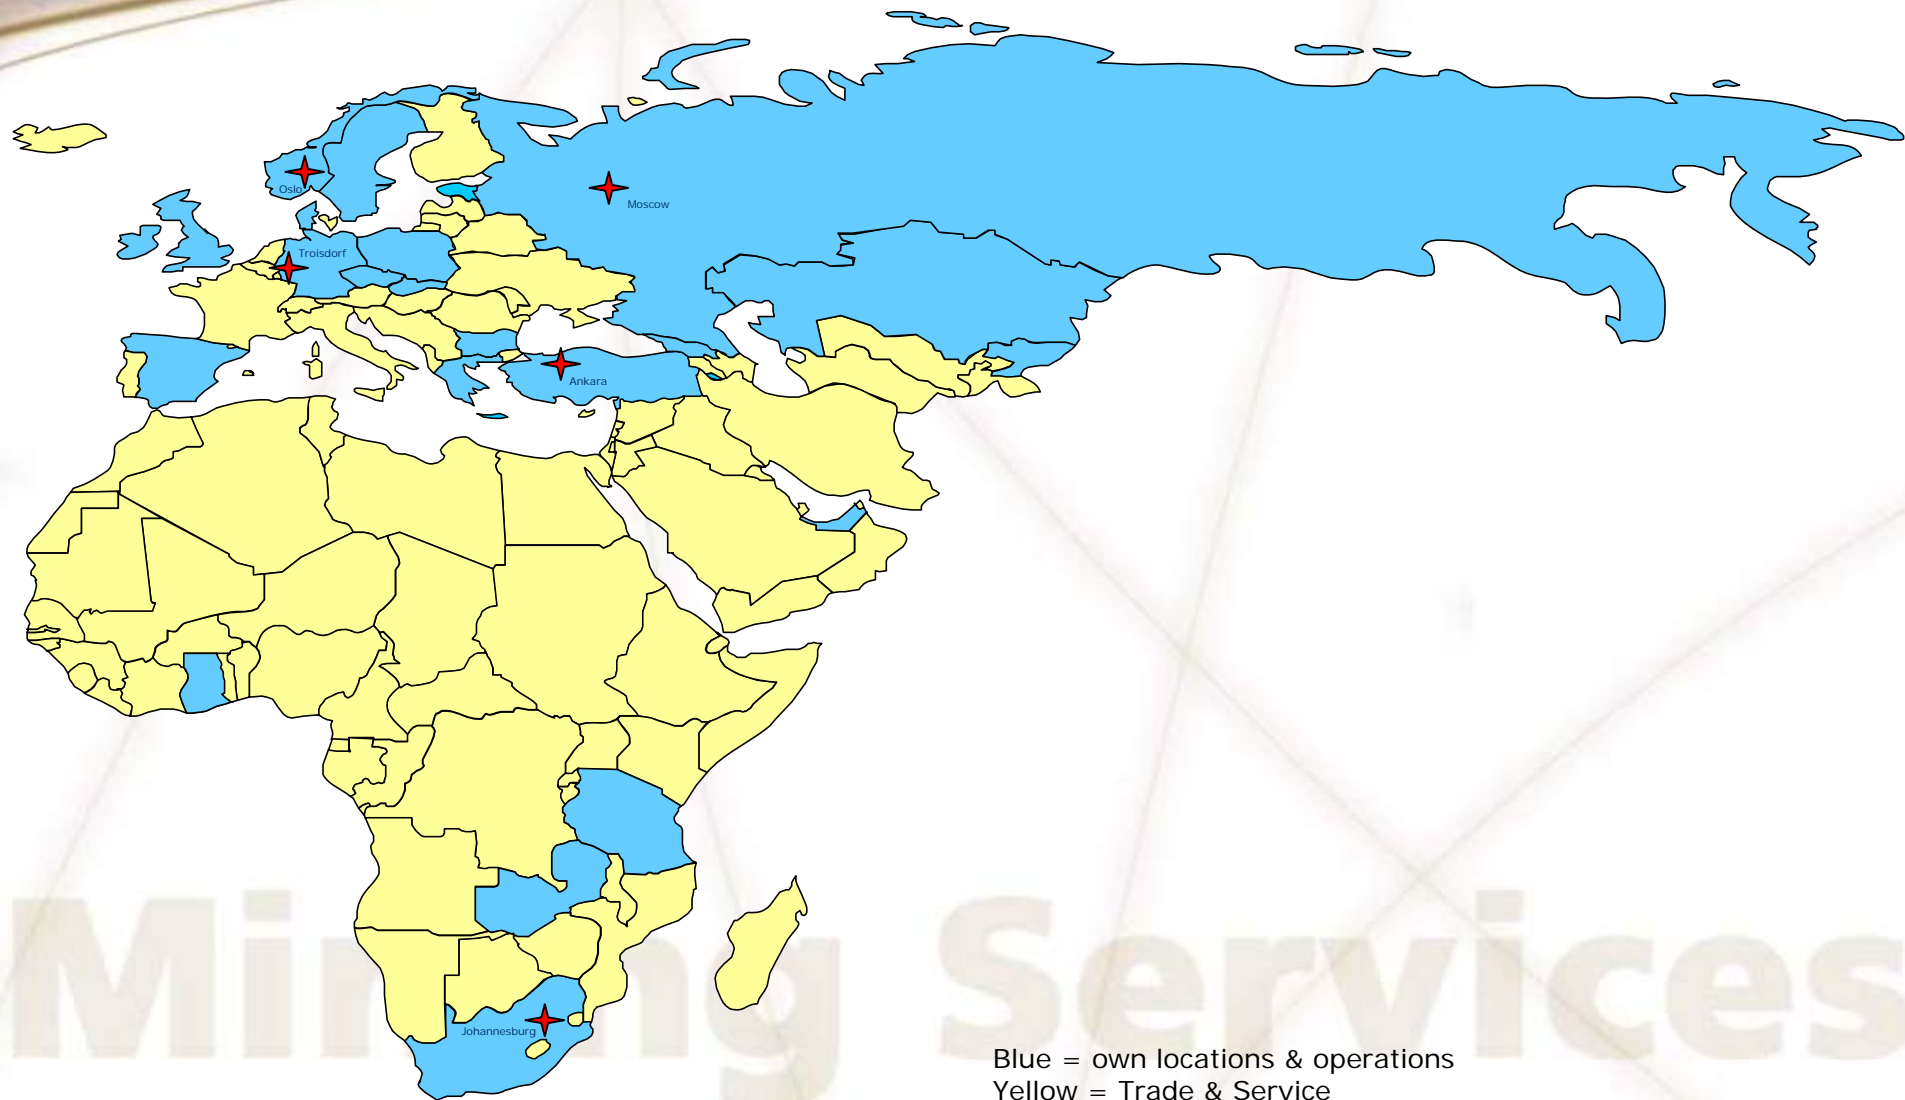 Oslo
Moscow
Troisdorf
Ankara
Johannesburg
Mining Services
Blue = own locations & operations
Yellow = Trade & Service